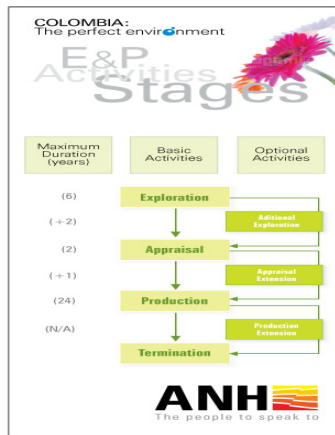 COLOMBIA:
The perfect environment
E&P
Activities
Stages
Maximum Duration (years)
Basic Activities
Optional Activities
(6)
Exploration
(+2)
Aditional Exploration
(2)
Appraisal
(+1)
Appraisal Extension
(24)
Production
(N/A)
Production Extension
Termination
ANH
The people to speak to